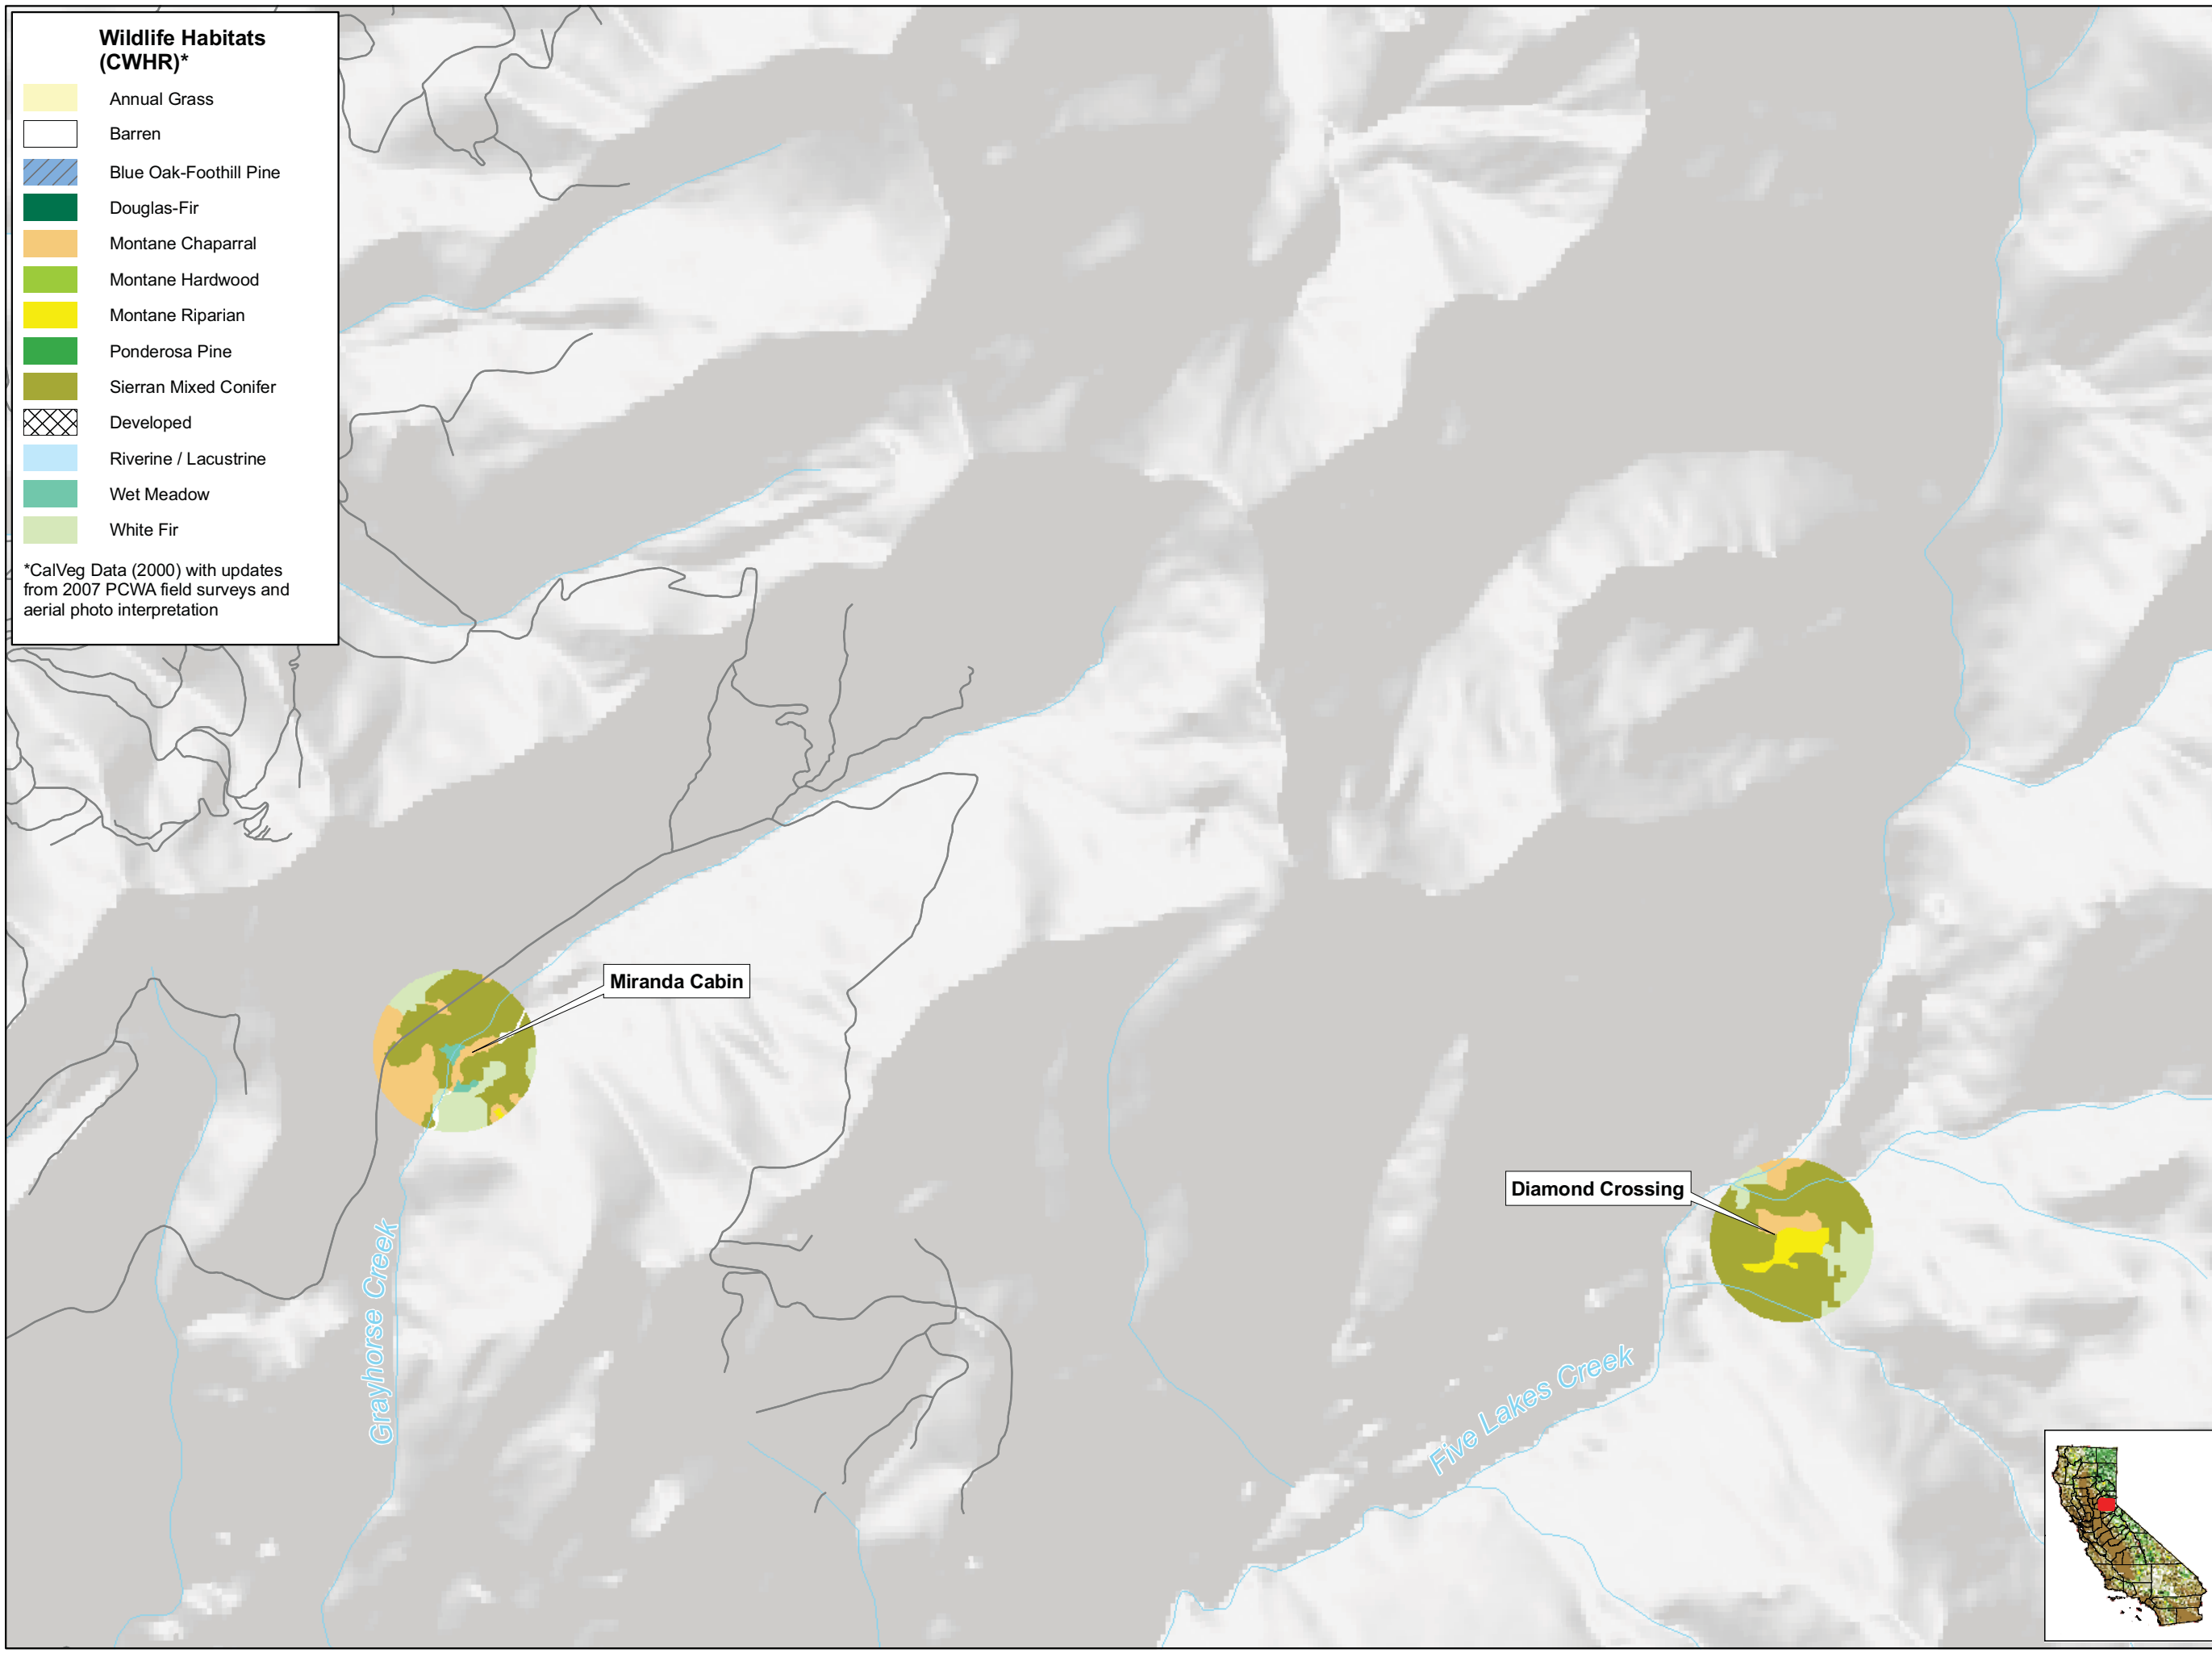 Wildlife Habitats
(CWHR)*
Annual Grass
Barren
Blue Oak-Foothill Pine
Douglas-Fir
Montane Chaparral
Montane Hardwood
Montane Riparian
Ponderosa Pine
Sierran Mixed Conifer
Developed
Riverine / Lacustrine
Wet Meadow
White Fir
*CalVeg Data (2000) with updates
from 2007 PCWA field surveys and
aerial photo interpretation
Miranda Cabin
Diamond Crossing
Grayhorse Creek
Five Lakes Creek